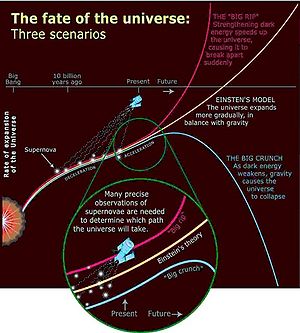 The fate of the universe:
Three scenarios
THE "BIG RIP"
Strengthening dark
energy speeds up
the universe,
causing it to
break apart
suddenly
Big
Bang
10 billion
years ago
Present
Future
EINSTEIN'S MODEL
The universe expands
more gradually, in
balance with gravity
Rate of expansion
of the Universe
Supernova
DECELERATION
ACCELERATION
THE BIG CRUNCH
As dark energy
weakens, gravity
causes the
universe
to collapse
Many precise
observations of
supernovae are needed
to determine which path
the universe will take.
"Big rip"
Einstein's theory
"Big crunch"
Present
Future